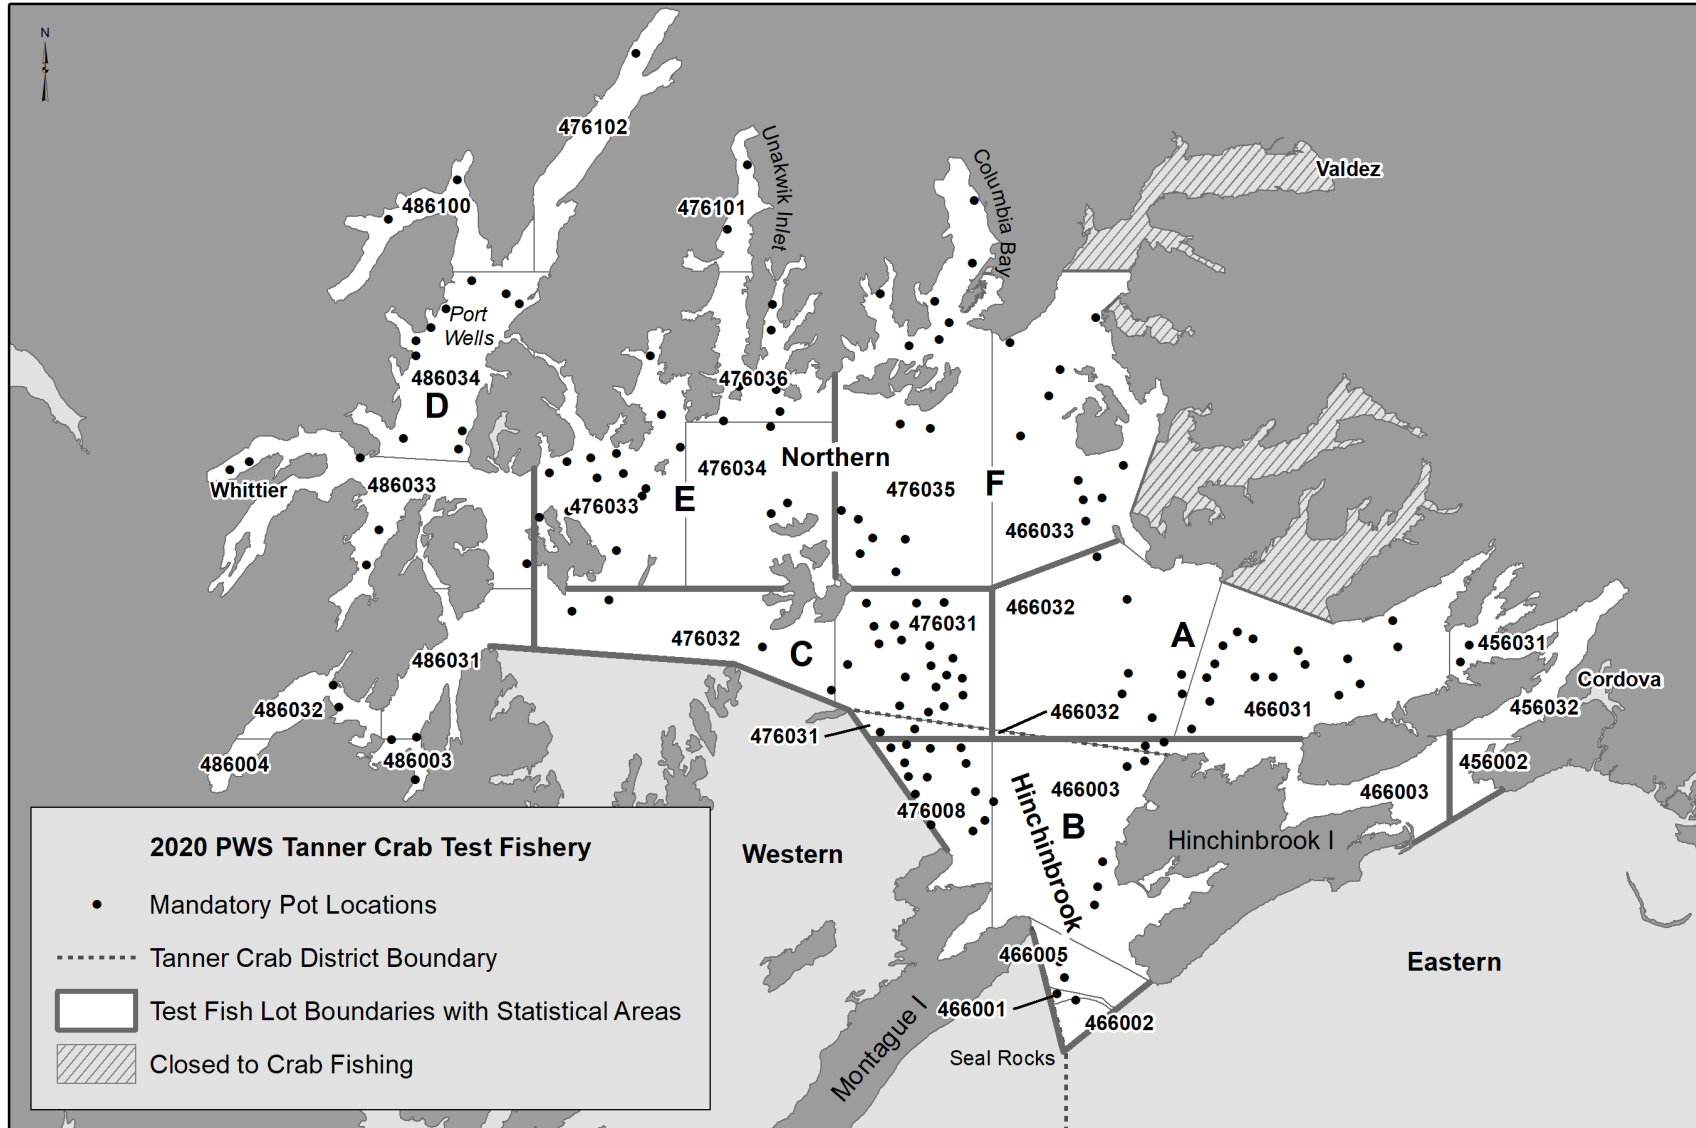 N
476102
Unakwik Inlet
Columbia Bay
Valdez
486100
476101
Port
Wells
486034
D
476036
Northern
476034
476035
F
Whittier
486033
476033
E
466033
466032
476031
A
476032
C
486031
456031
Cordova
486032
466032
466031
456032
476031
486004
486003
456002
466003
466003
476008
Hinchinbrook
B
Hinchinbrook I
Western
2020 PWS Tanner Crab Test Fishery
Mandatory Pot Locations
Tanner Crab District Boundary
Test Fish Lot Boundaries with Statistical Areas
Closed to Crab Fishing
466005
Eastern
466001
466002
Montague I
Seal Rocks